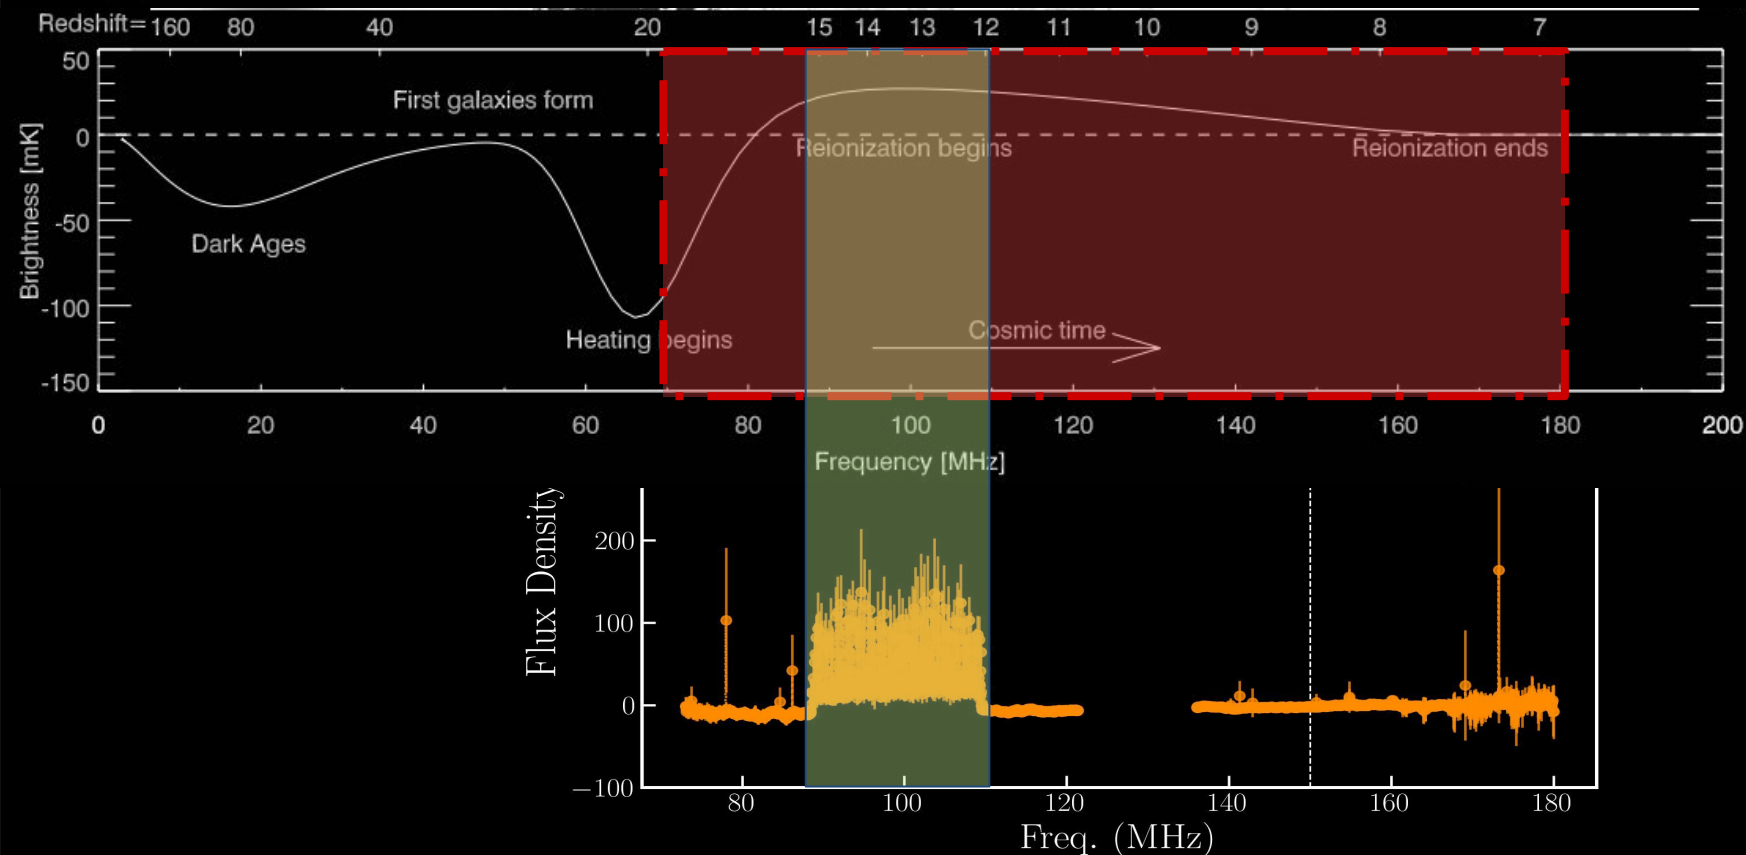 Redshift= 160 80 40 20 15 14 13 12 11 10 9 8 7
50
First galaxies form
0
Reionization begins
Reionization ends
-50
Dark Ages
-100
Cosmic time
Heating begins
-150
Brightness [mK]
0 20 40 60 80 100 120 140 160 180 200
Frequency [MHz]
Flux Density
200
100
0
−100
80 100 120 140 160 180
Freq. (MHz)